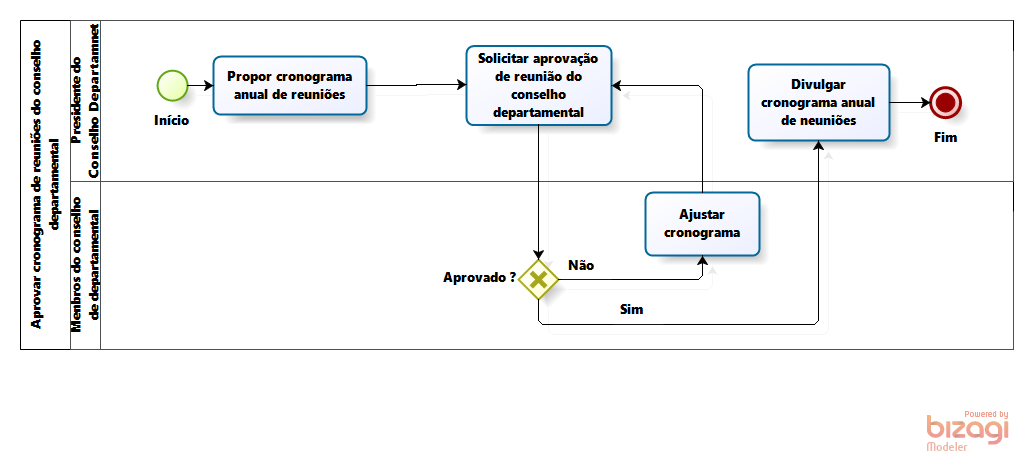 Aprovar cronograma de reuniões do conselho
departamental
Presidente do
Conselho Departamnet
Início
Propor cronograma
anual de reuniões
Solicitar aprovação
de reunião do
conselho
departamental
Divulgar
cronograma anual
de neuniões
Fim
Menbros do conselho
de departamental
Ajustar
cronograma
Aprovado ?
Não
Sim
Powered by
bizagi
Modeler